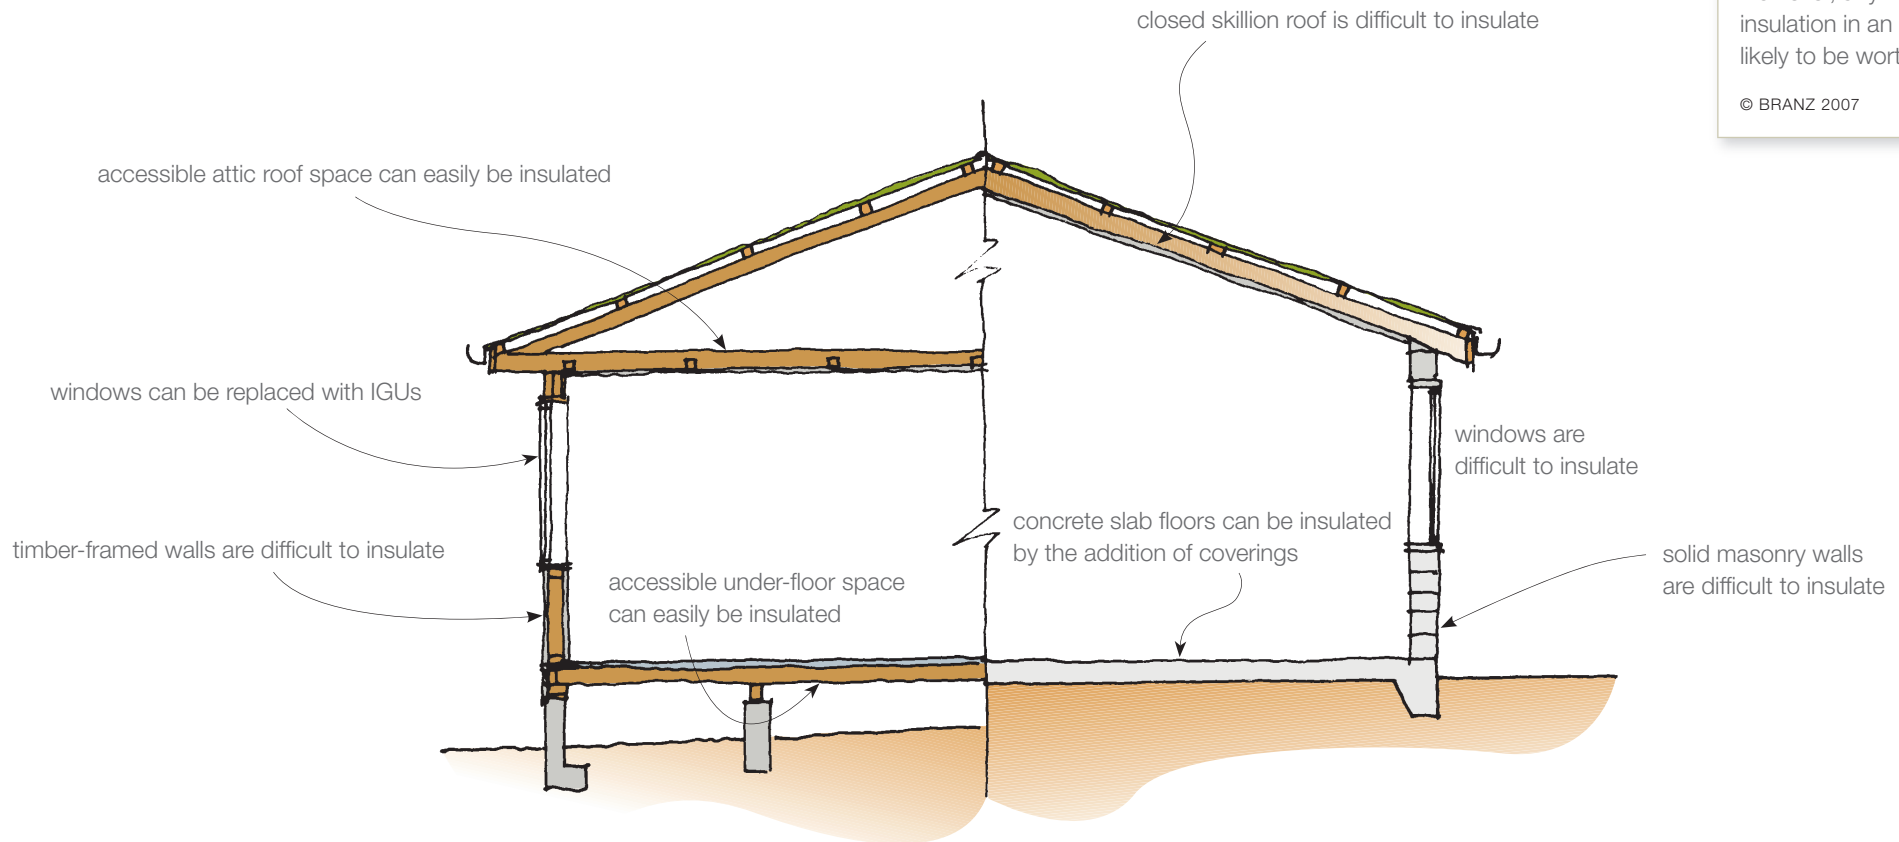 closed skillion roof is difficult to insulate
insulation in an
likely to be wort
© BRANZ 2007
accessible attic roof space can easily be insulated
windows can be replaced with IGUs
windows are
difficult to insulate
timber-framed walls are difficult to insulate
accessible under-floor space
can easily be insulated
concrete slab floors can be insulated
by the addition of coverings
solid masonry walls
are difficult to insulate